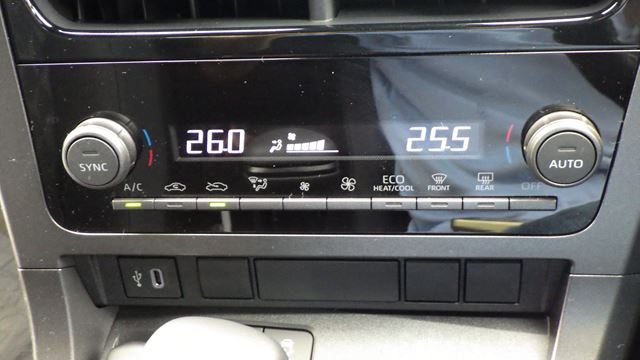 26.0 25.5
SYNC AUTO
A/C ECO HEAT/COOL FRONT REAR OFF